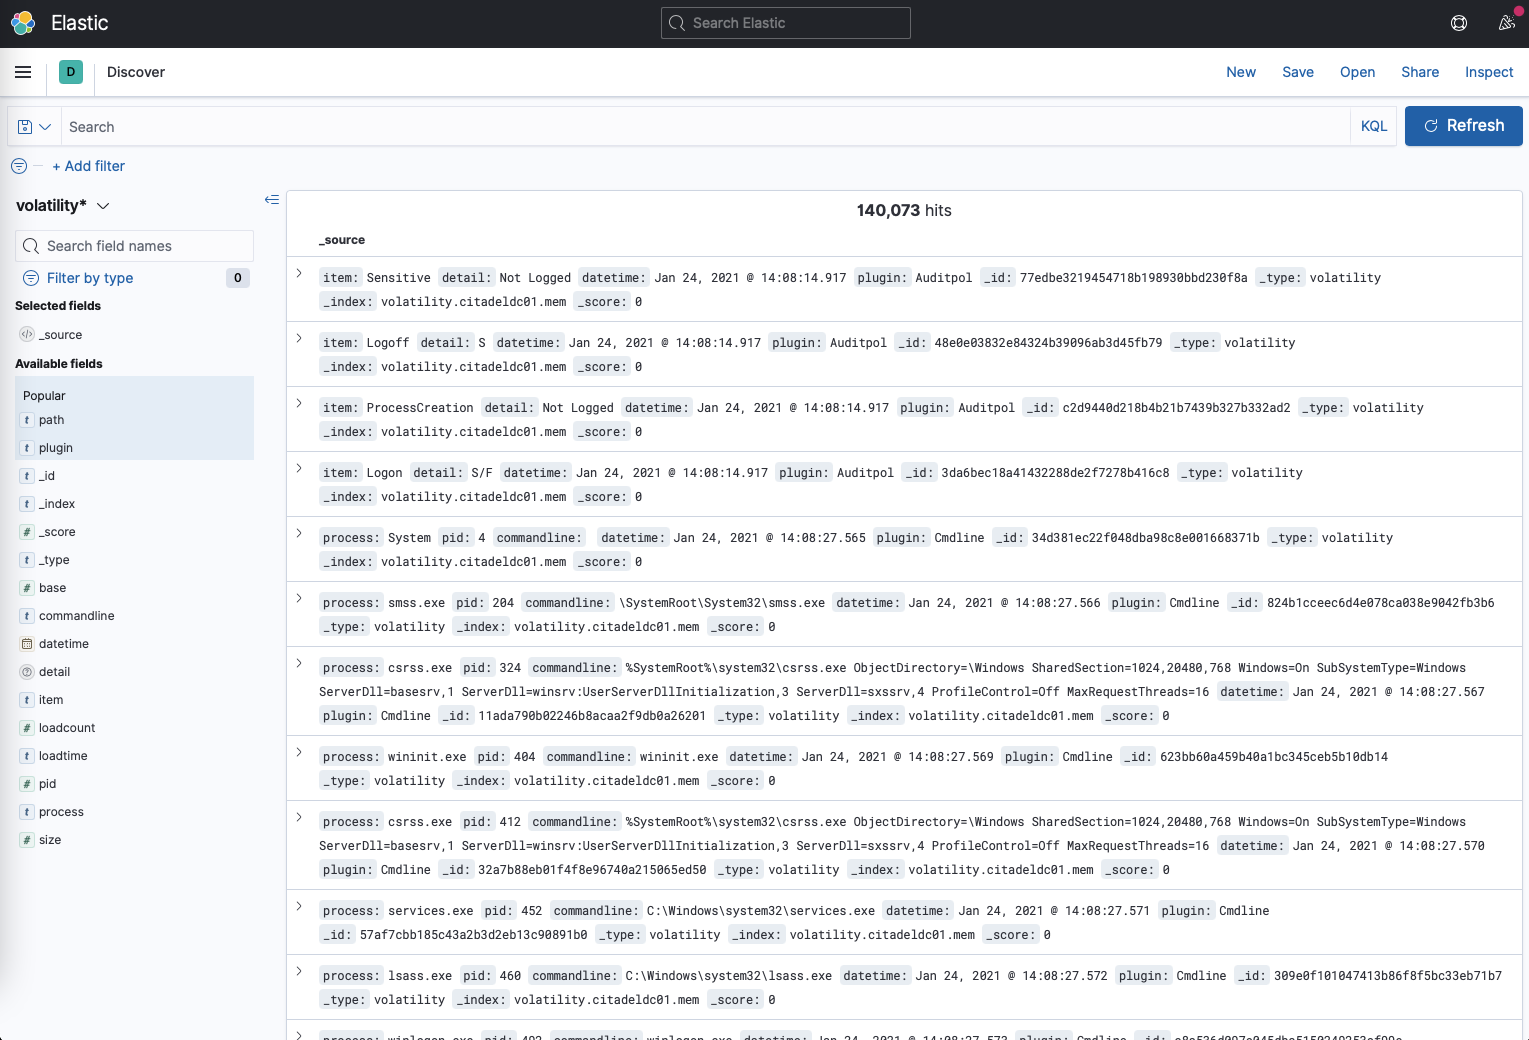 Elastic
Search Elastic
D
Discover
New Save Open Share Inspect
Search
KQL
Refresh
+ Add filter
volatility*
Search field names
Filter by type 0
Selected fields
_source
Available fields
Popular
t path
t plugin
t _id
t _index
# _score
t _type
# base
t commandline
datetime
detail
t item
# loadcount
t loadtime
# pid
t process
# size
140,073 hits
_source
item: Sensitive detail: Not Logged datetime: Jan 24, 2021 @ 14:08:14.917 plugin: Auditpol _id: 77edbe3219454718b198930bbd230f8a _type: volatility
_index: volatility.citadeldc01.mem _score: 0
item: Logoff detail: S datetime: Jan 24, 2021 @ 14:08:14.917 plugin: Auditpol _id: 48e0e03832e84324b39096ab3d45fb79 _type: volatility
_index: volatility.citadeldc01.mem _score: 0
item: ProcessCreation detail: Not Logged datetime: Jan 24, 2021 @ 14:08:14.917 plugin: Auditpol _id: c2d9440d218b4b21b7439b327b332ad2 _type: volatility
_index: volatility.citadeldc01.mem _score: 0
item: Logon detail: S/F datetime: Jan 24, 2021 @ 14:08:14.917 plugin: Auditpol _id: 3da6bec18a41432288de2f7278b416c8 _type: volatility
_index: volatility.citadeldc01.mem _score: 0
process: System pid: 4 commandline: datetime: Jan 24, 2021 @ 14:08:27.565 plugin: Cmdline _id: 34d381ec22f048dba98c8e001668371b _type: volatility
_index: volatility.citadeldc01.mem _score: 0
process: smss.exe pid: 204 commandline: \SystemRoot\System32\smss.exe datetime: Jan 24, 2021 @ 14:08:27.566 plugin: Cmdline _id: 824b1cceec6d4e078ca038e9042fb3b6
_type: volatility _index: volatility.citadeldc01.mem _score: 0
process: csrss.exe pid: 324 commandline: %SystemRoot%\system32\csrss.exe ObjectDirectory=\Windows SharedSection=1024,20480,768 Windows=On SubSystemType=Windows
ServerDll=basesrv,1 ServerDll=winsrv:UserServerDllInitialization,3 ServerDll=sxssrv,4 ProfileControl=Off MaxRequestThreads=16 datetime: Jan 24, 2021 @ 14:08:27.567
plugin: Cmdline _id: 11ada790b02246b8acaa2f9db0a26201 _type: volatility _index: volatility.citadeldc01.mem _score: 0
process: wininit.exe pid: 404 commandline: wininit.exe datetime: Jan 24, 2021 @ 14:08:27.569 plugin: Cmdline _id: 623bb60a459b40a1bc345ceb5b10db14
_type: volatility _index: volatility.citadeldc01.mem _score: 0
process: csrss.exe pid: 412 commandline: %SystemRoot%\system32\csrss.exe ObjectDirectory=\Windows SharedSection=1024,20480,768 Windows=On SubSystemType=Windows
ServerDll=basesrv,1 ServerDll=winsrv:UserServerDllInitialization,3 ServerDll=sxssrv,4 ProfileControl=Off MaxRequestThreads=16 datetime: Jan 24, 2021 @ 14:08:27.570
plugin: Cmdline _id: 32a7b88eb01f4f8e96740a215065ed50 _type: volatility _index: volatility.citadeldc01.mem _score: 0
process: services.exe pid: 452 commandline: C:\Windows\system32\services.exe datetime: Jan 24, 2021 @ 14:08:27.571 plugin: Cmdline
_id: 57af7cbb185c43a2b3d2eb13c90891b0 _type: volatility _index: volatility.citadeldc01.mem _score: 0
process: lsass.exe pid: 460 commandline: C:\Windows\system32\lsass.exe datetime: Jan 24, 2021 @ 14:08:27.572 plugin: Cmdline _id: 309e0f101047413b86f8f5bc33eb71b7
_type: volatility _index: volatility.citadeldc01.mem _score: 0
process: winlogon.exe pid: 492 commandline: winlogon.exe datetime: Jan 24, 2021 @ 14:08:27.573 plugin: Cmdline _id: